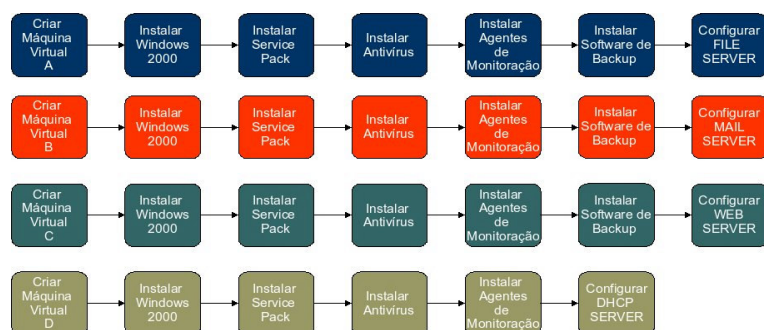 Criar
Máquina
Virtual
A
Instalar
Windows
2000
Instalar
Service
Pack
Instalar
Antivírus
Instalar
Agentes
de
Monitoração
Instalar
Software de
Backup
Configurar
FILE
SERVER
Criar
Máquina
Virtual
B
Instalar
Windows
2000
Instalar
Service
Pack
Instalar
Antivírus
Instalar
Agentes
de
Monitoração
Instalar
Software de
Backup
Configurar
MAIL
SERVER
Criar
Máquina
Virtual
C
Instalar
Windows
2000
Instalar
Service
Pack
Instalar
Antivírus
Instalar
Agentes
de
Monitoração
Instalar
Software de
Backup
Configurar
WEB
SERVER
Criar
Máquina
Virtual
D
Instalar
Windows
2000
Instalar
Service
Pack
Instalar
Antivírus
Instalar
Agentes
de
Monitoração
Configurar
DHCP
SERVER